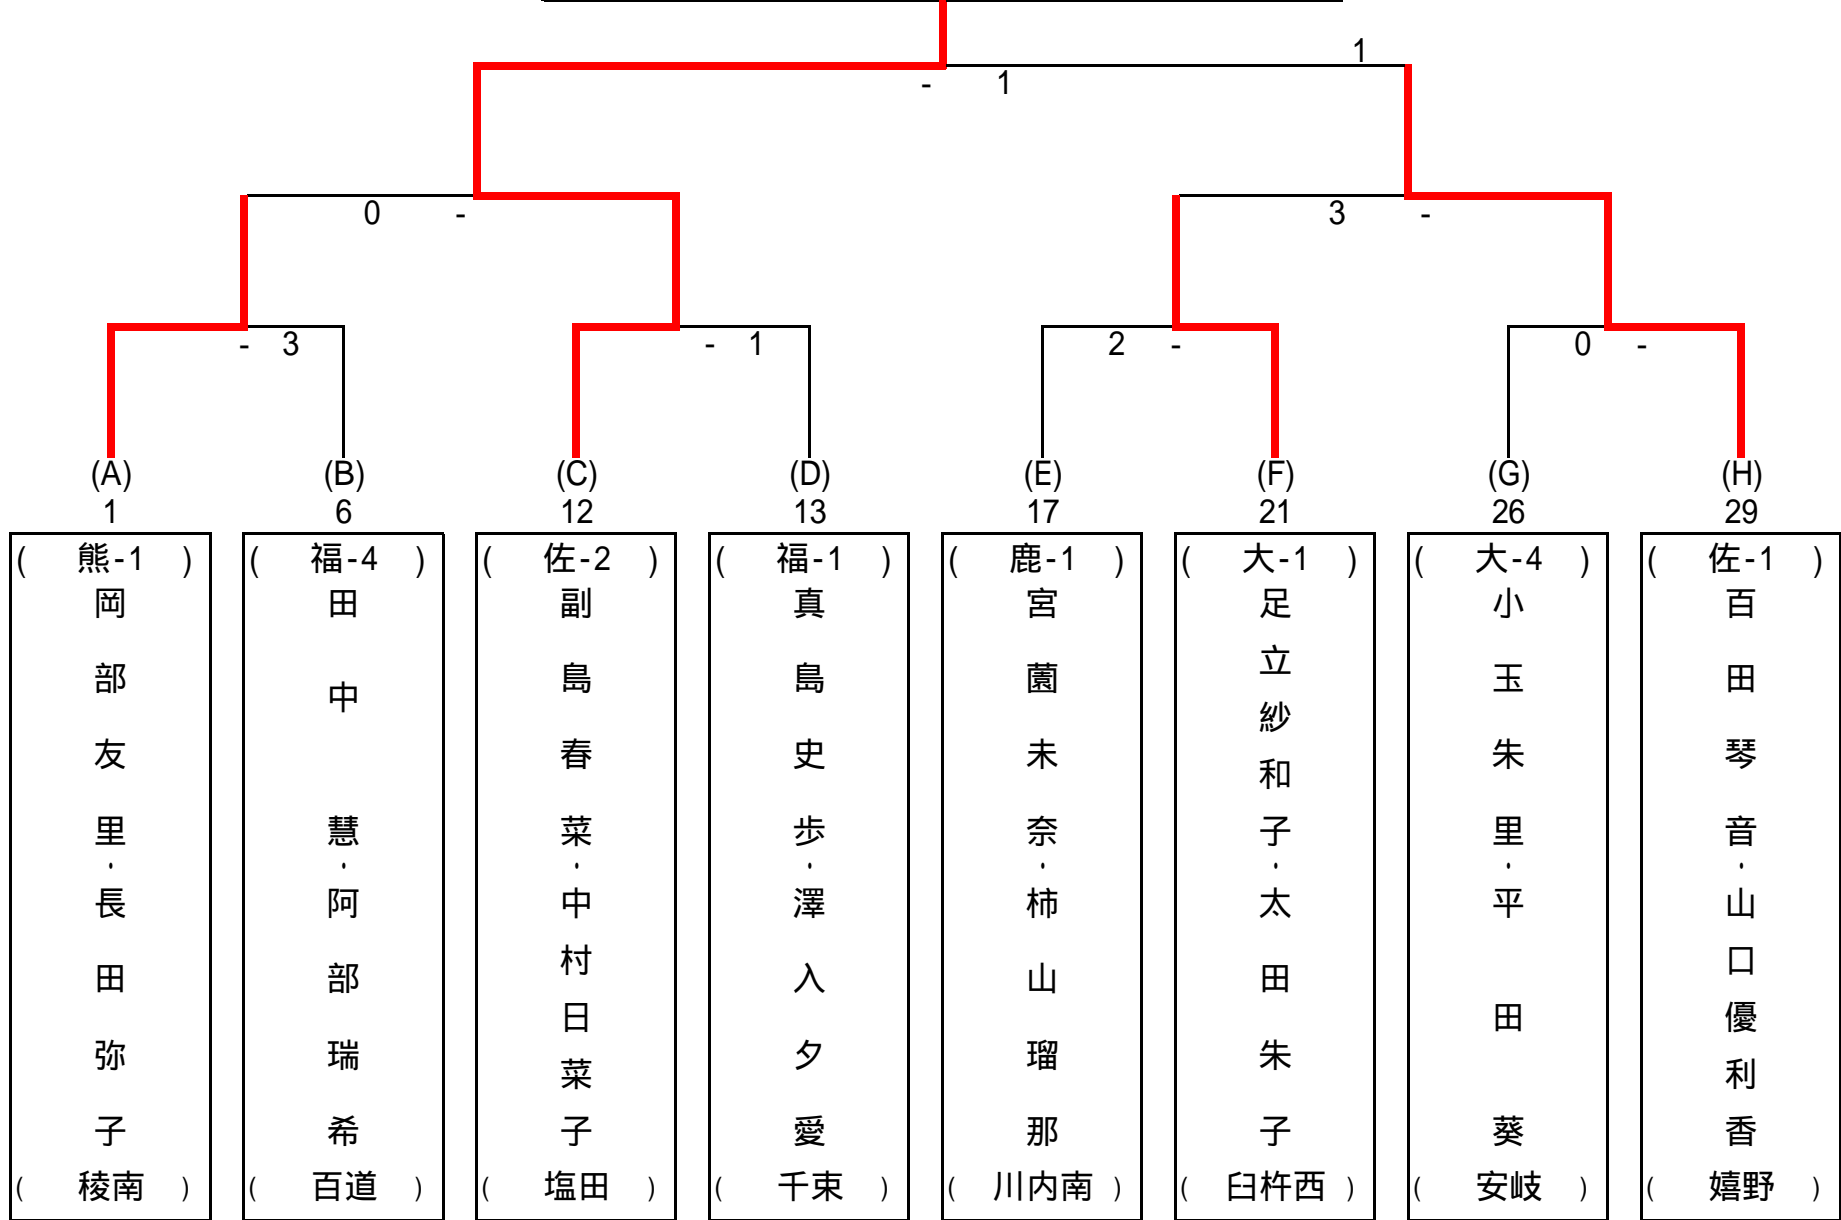 1
- 1
0 -
3 -
- 3
- 1
2 -
0 -
(A) (B) (C) (D) (E) (F) (G) (H)
1 6 12 13 17 21 26 29
( 熊-1 )
岡部友里・長田弥子
( 稜南 )
( 福-4 )
田中慧・阿部瑞希
( 百道 )
( 佐-2 )
副島春菜・中村日菜子
( 塩田 )
( 福-1 )
真島史歩・澤入夕愛
( 千束 )
( 鹿-1 )
宮薗未奈・柿山瑠那
( 川内南 )
( 大-1 )
足立紗和子・太田朱子
( 臼杵西 )
( 大-4 )
小玉朱里・平田葵
( 安岐 )
( 佐-1 )
百田琴音・山口優利香
( 嬉野 )